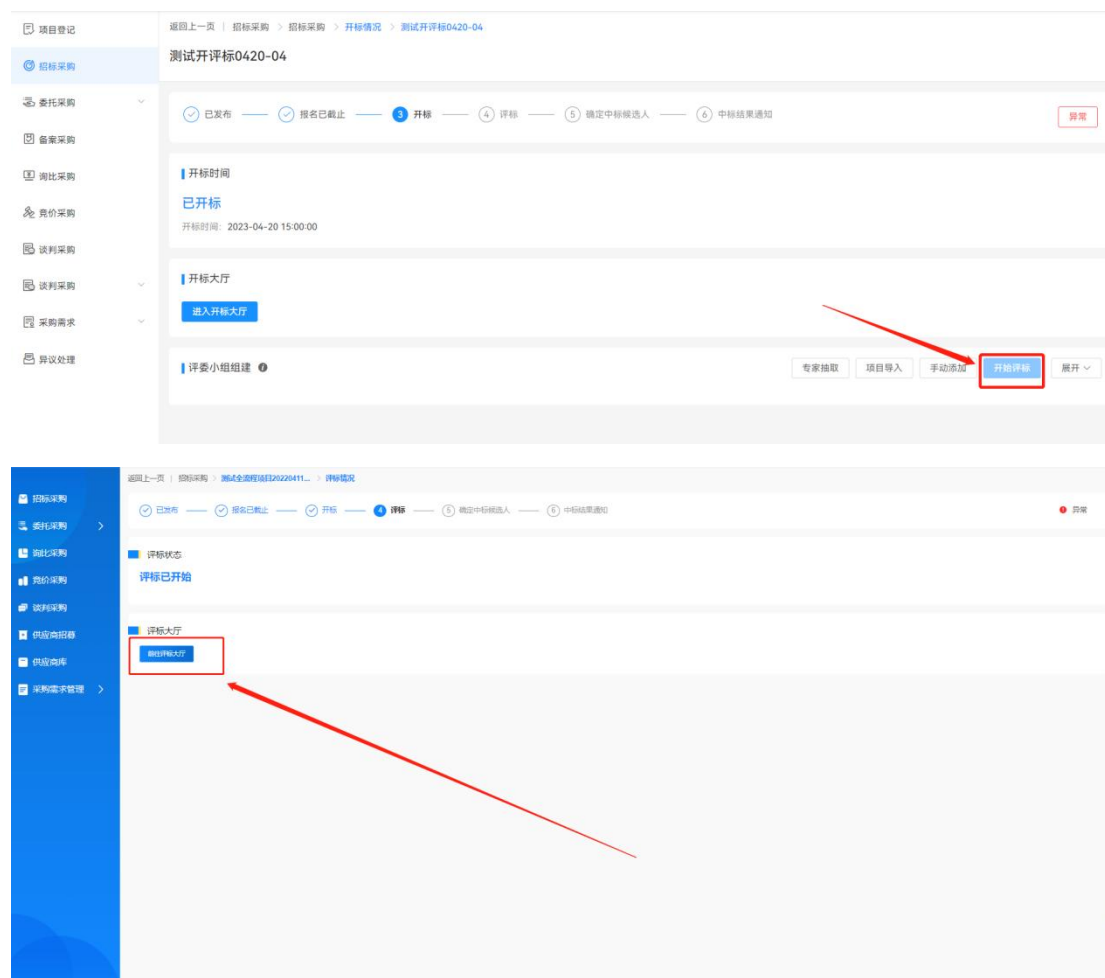 返回上一页 | 招标采购 > 招标采购 > 开标情况 > 测试开评标0420-04
测试开评标0420-04
项目登记
招标采购
委托采购
备案采购
询比采购
竞价采购
谈判采购
谈判采购
采购需求
异议处理
已发布 报名已截止 3 开标 4 评标 5 确定中标候选人 6 中标结果通知 异常
开标时间
已开标
开标时间: 2023-04-20 15:00:00
开标大厅
进入开标大厅
评委小组组建 专家抽取 项目导入 手动添加 开始评标 展开
返回上一页 | 招标采购 > 测试全流程项目20220411... > 评标情况
招标采购
委托采购
询比采购
竞价采购
谈判采购
供应商招募
供应商库
采购需求管理
已发布 报名已截止 开标 4 评标 5 确定中标候选人 6 中标结果通知 异常
评标状态
评标已开始
评标大厅
前往评标大厅